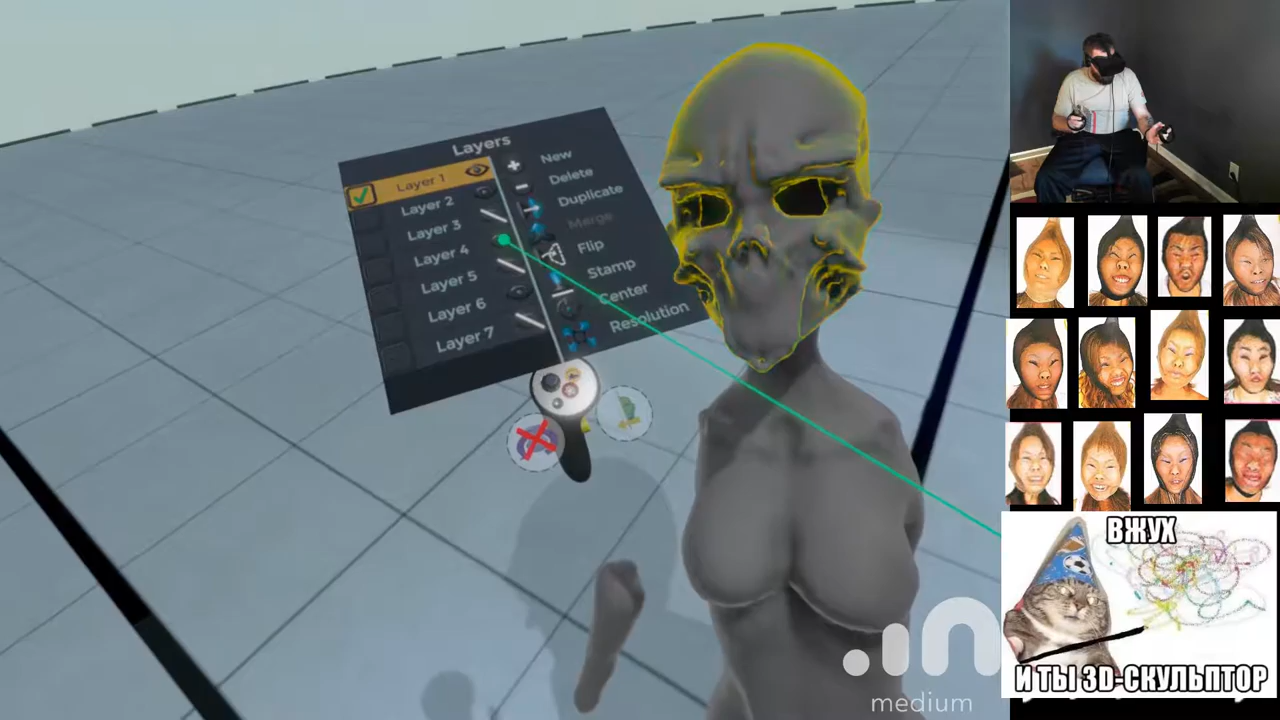 Layers
Layer 1
Layer 2
Layer 3
Layer 4
Layer 5
Layer 6
Layer 7
New
Delete
Duplicate
Merge
Flip
Stamp
Center
Resolution
medium
ВЖУХ
И ТЫ 3D-СКУЛЬПТОР